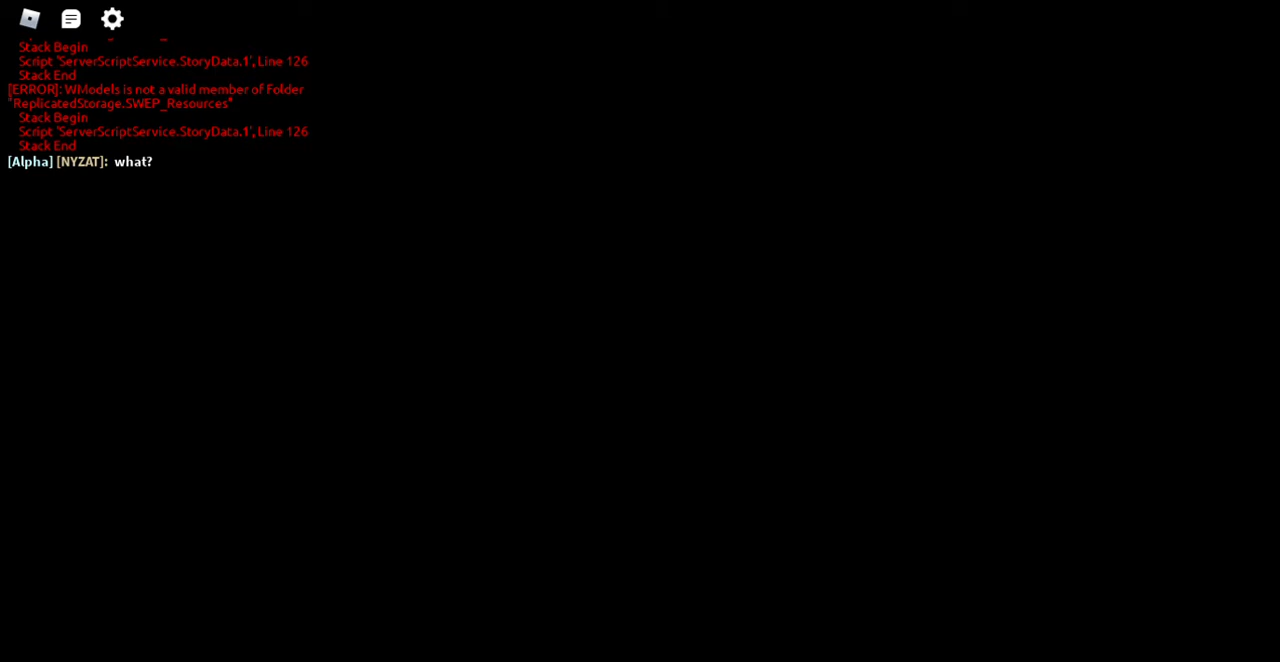 Stack Begin
Script 'ServerScriptService.StoryData.1', Line 126
Stack End
[ERROR]: WModels is not a valid member of Folder
"ReplicatedStorage.SWEP_Resources"
Stack Begin
Script 'ServerScriptService.StoryData.1', Line 126
Stack End
[Alpha] [NYZAT]: what?